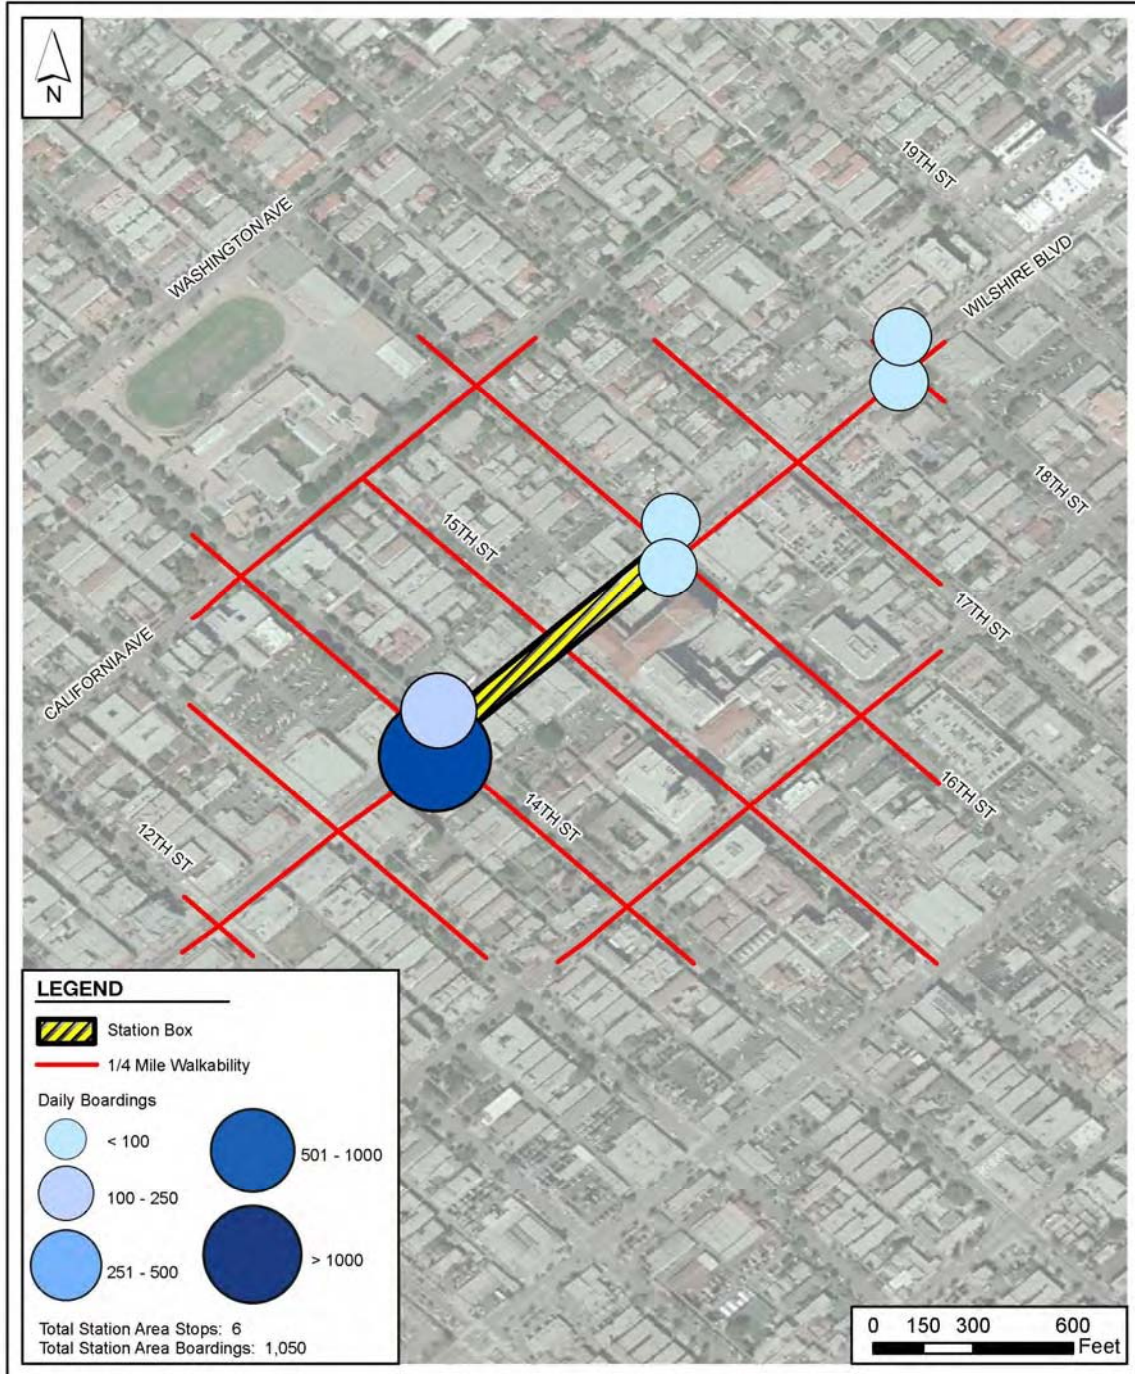 N
19TH ST
WASHINGTON AVE
WILSHIRE BLVD
18TH ST
15TH ST
17TH ST
CALIFORNIA AVE
16TH ST
14TH ST
12TH ST
LEGEND
Station Box
1/4 Mile Walkability
Daily Boardings
< 100
100 - 250
251 - 500
501 - 1000
> 1000
Total Station Area Stops: 6
Total Station Area Boardings: 1,050
0 150 300 600
Feet